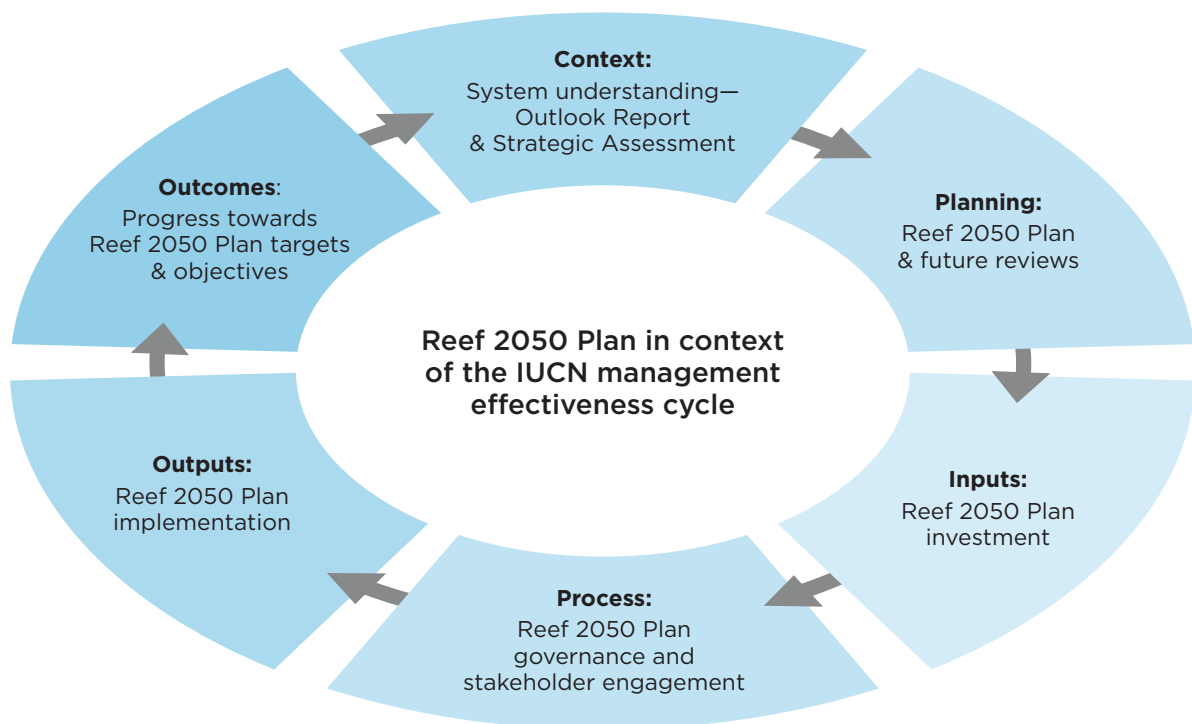 Context:
System understanding—
Outlook Report
& Strategic Assessment
Planning:
Reef 2050 Plan
& future reviews
Inputs:
Reef 2050 Plan
investment
Process:
Reef 2050 Plan
governance and
stakeholder engagement
Outputs:
Reef 2050 Plan
implementation
Outcomes:
Progress towards
Reef 2050 Plan targets
& objectives
Reef 2050 Plan in context
of the IUCN management
effectiveness cycle